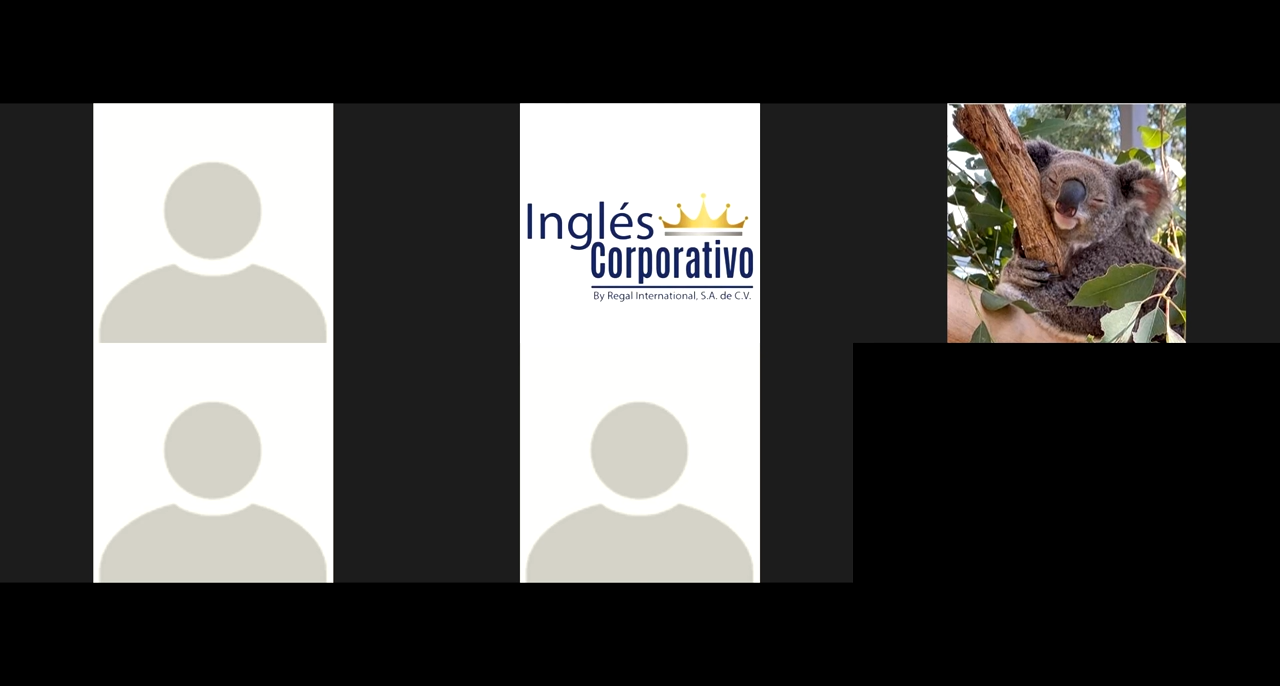 Inglés
Corporativo
By Regal International, S.A. de C.V.